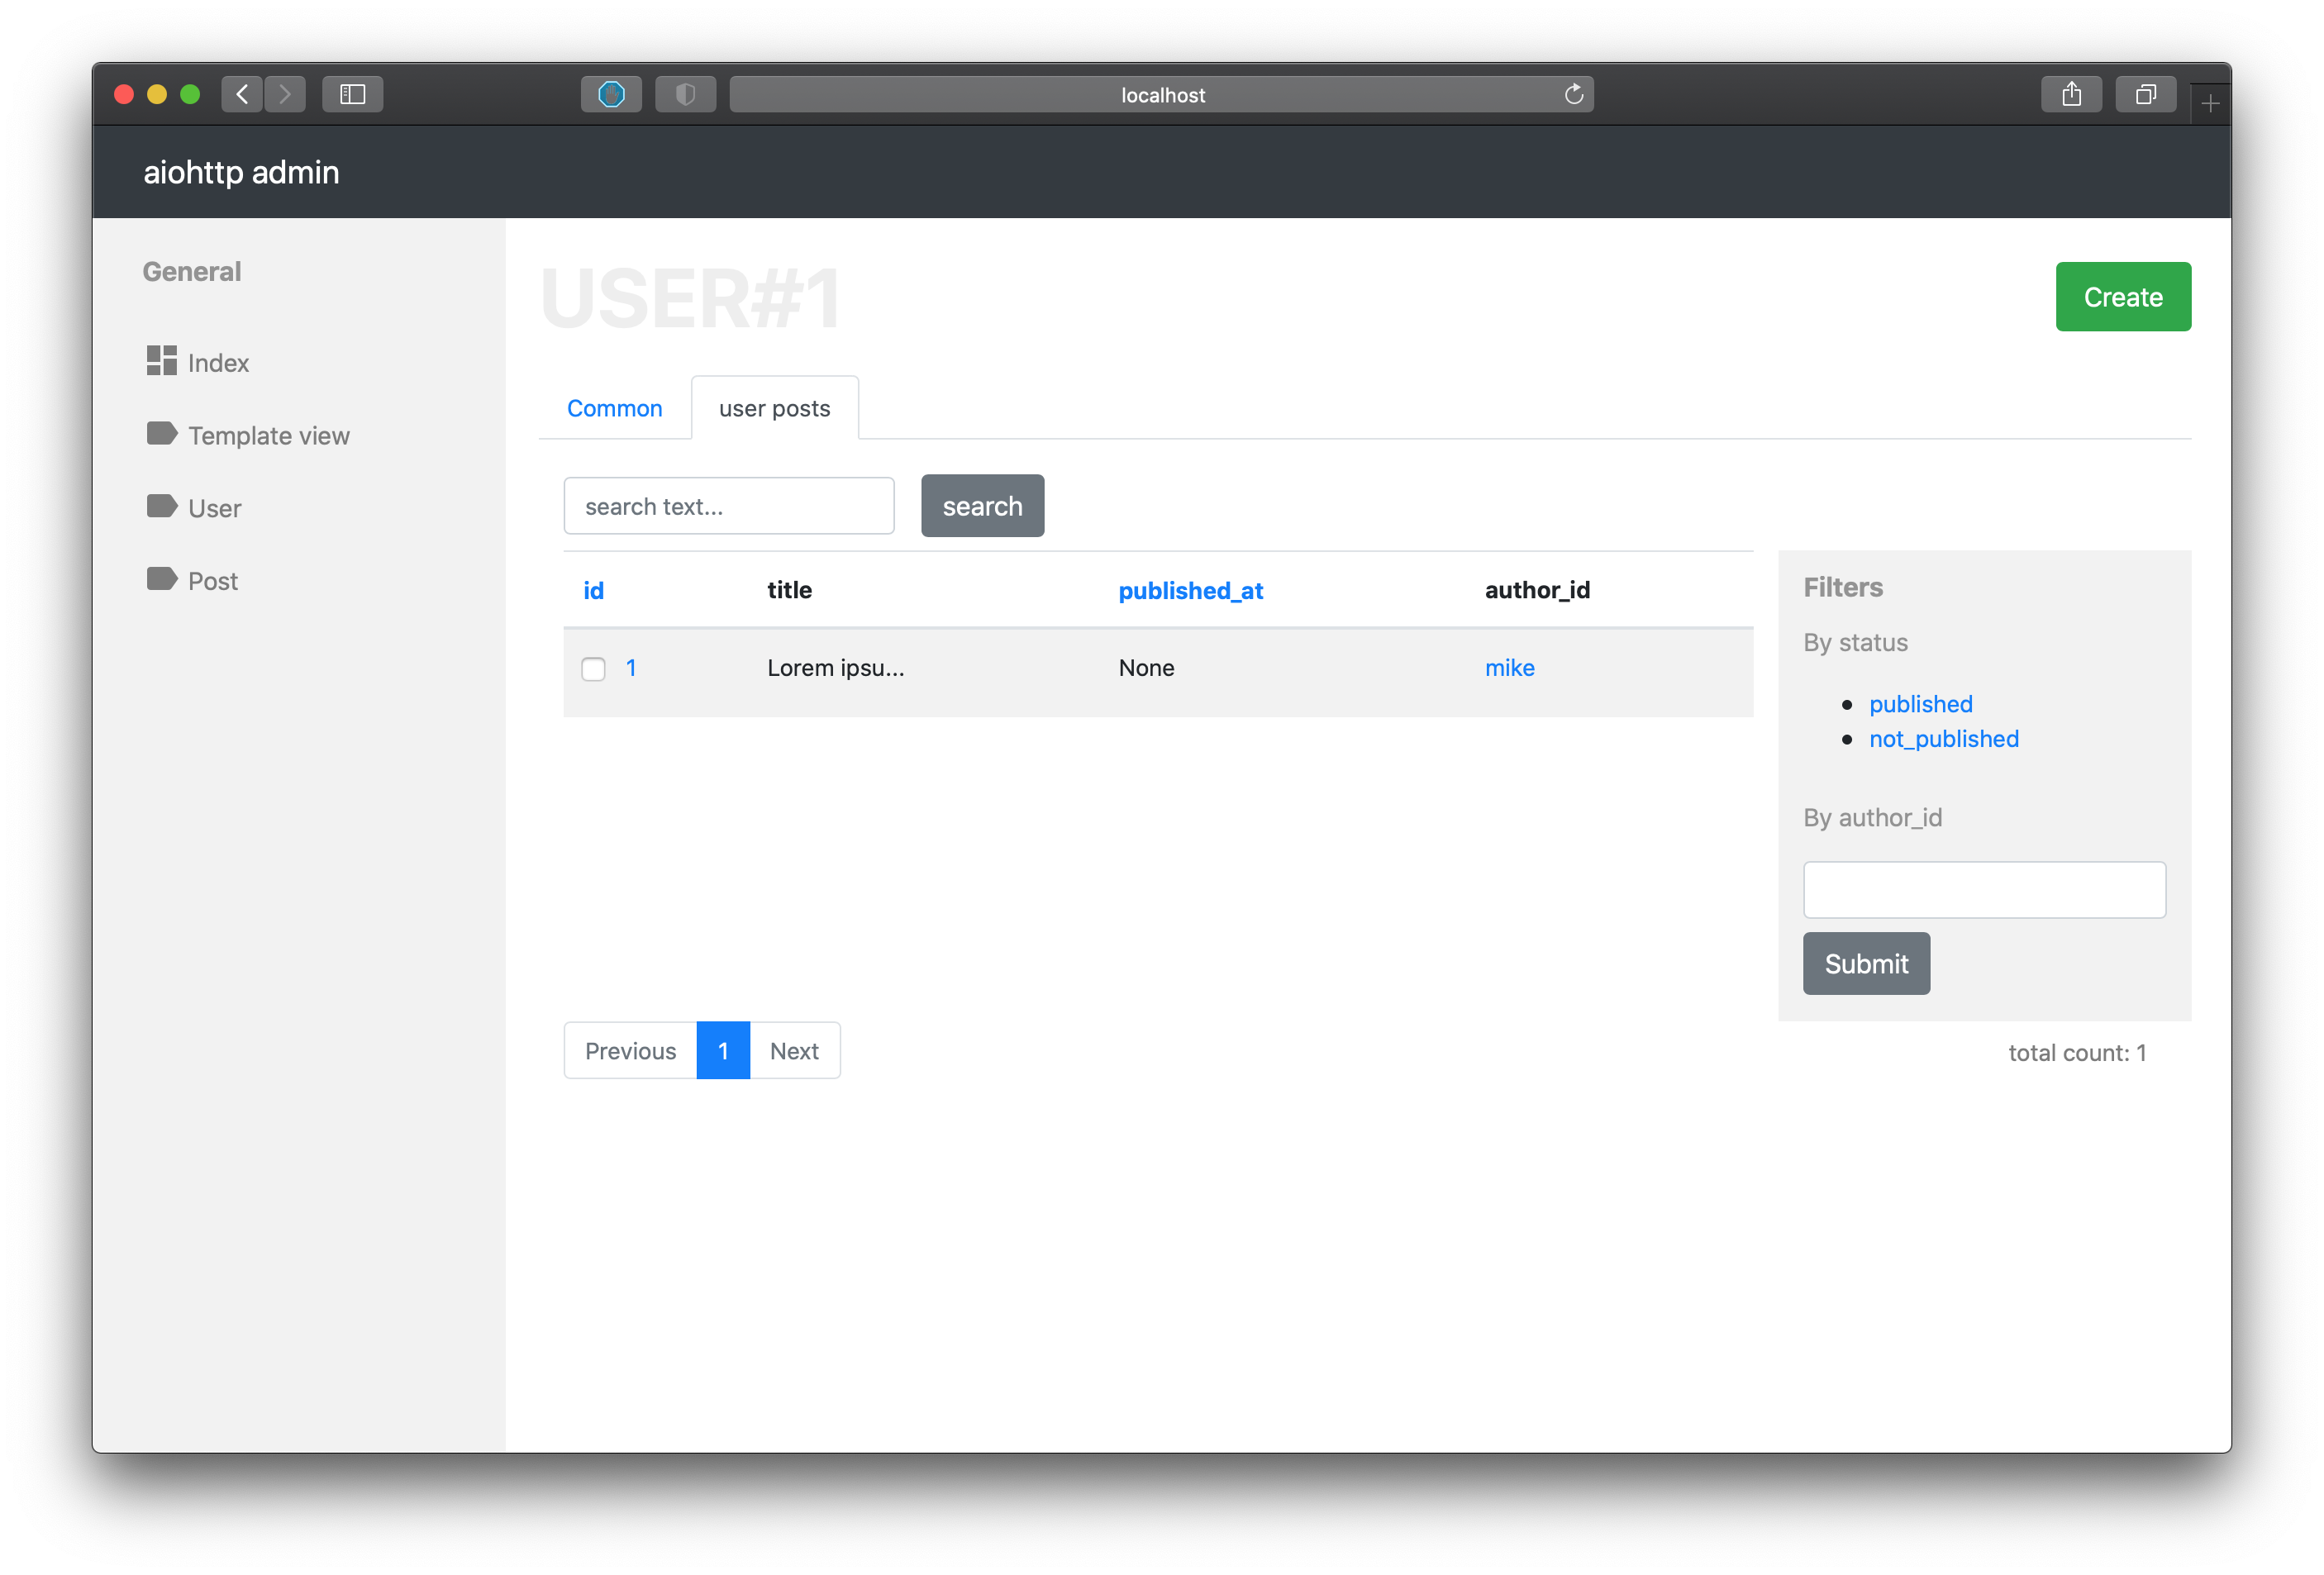 localhost
aiohttp admin
General
Index
Template view
User
Post
USER#1
Create
Common
user posts
search text...
search
id title published_at author_id
1 Lorem ipsu... None mike
Filters
By status
published
not_published
By author_id
Submit
Previous 1 Next
total count: 1